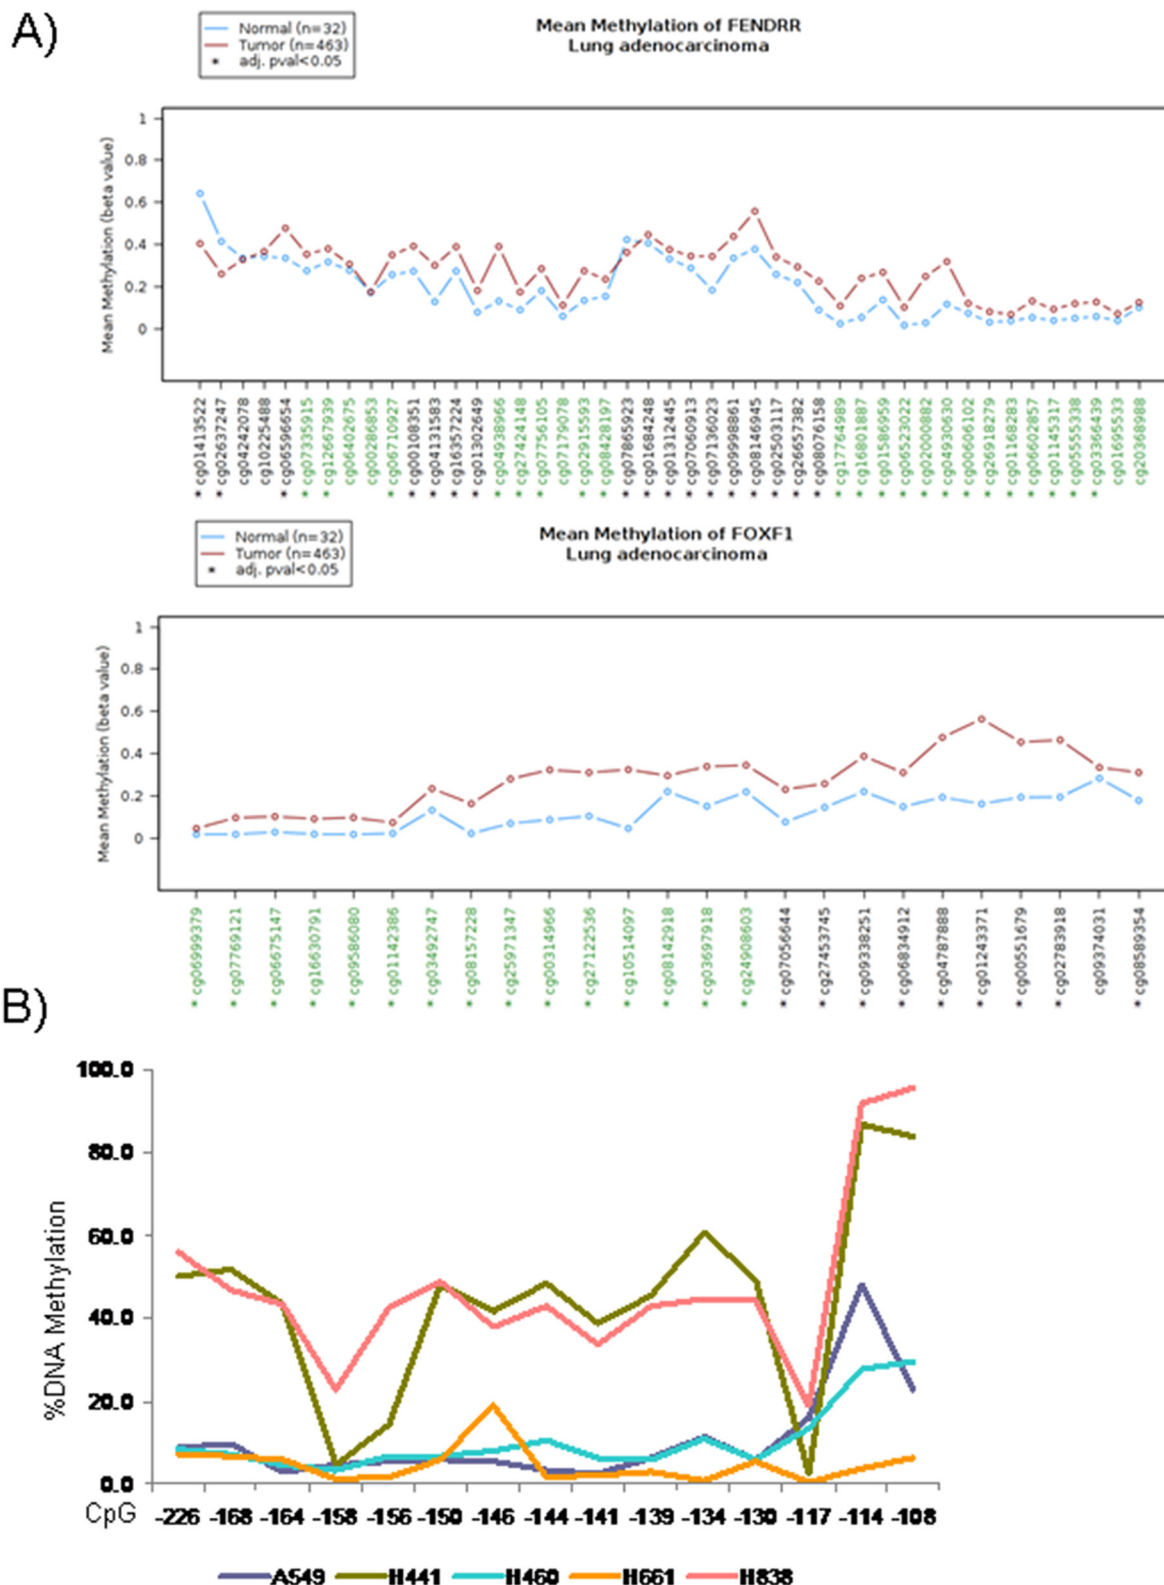 A)
Normal (n=32)
Tumor (n=463)
* adj. pval<0.05
Mean Methylation of FENDRR
Lung adenocarcinoma
Mean Methylation (beta value)
1
0.8
0.6
0.4
0.2
0
* cg01413522
* cg02637247
cg04242078
cg10225488
* cg06596654
* cg07335915
* cg12667939
cg06402675
cg00286853
* cg06710927
* cg00108351
* cg04131583
* cg16357224
* cg01302649
* cg04938966
* cg27424148
* cg07756105
cg07179078
* cg02915593
* cg08428197
* cg07865923
* cg01684248
* cg01312445
* cg07060913
* cg07136023
* cg09998861
* cg08146945
* cg02503117
* cg26657382
* cg08076158
* cg17764989
* cg16801887
* cg01586959
* cg06523022
* cg02000882
* cg04930630
* cg00606102
* cg26918279
* cg01168283
* cg06602857
* cg01145317
* cg05555338
* cg03366439
cg01695533
cg20368988
Normal (n=32)
Tumor (n=463)
* adj. pval<0.05
Mean Methylation of FOXF1
Lung adenocarcinoma
Mean Methylation (beta value)
1
0.8
0.6
0.4
0.2
0
* cg06999379
* cg07769121
* cg06675147
* cg16630791
* cg09586080
* cg01142386
* cg03492747
* cg08157228
* cg25971347
* cg00314966
* cg27122536
* cg10514097
* cg08142918
* cg03697918
* cg24908603
* cg07056644
* cg27453745
* cg09338251
* cg06834912
* cg04787888
* cg01243371
* cg00551679
* cg02783918
cg09374031
* cg08589354
B)
%DNA Methylation
100.0
80.0
60.0
40.0
20.0
0.0
CpG -226 -168 -164 -158 -156 -150 -146 -144 -141 -139 -134 -130 -117 -114 -108
A549 H441 H460 H661 H838